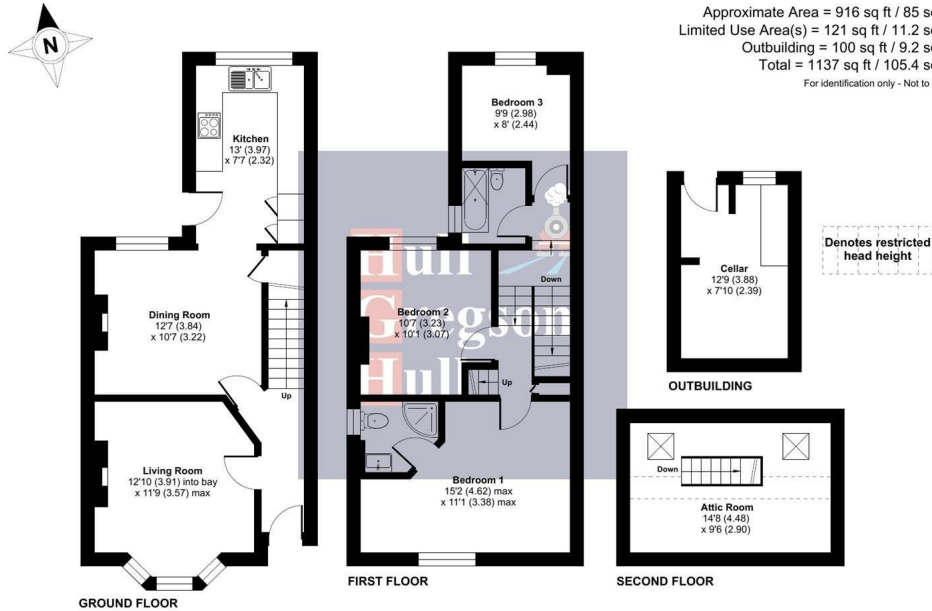 N
Approximate Area = 916 sq ft / 85 sq
Limited Use Area(s) = 121 sq ft / 11.2 sq
Outbuilding = 100 sq ft / 9.2 sq
Total = 1137 sq ft / 105.4 sq
For identification only - Not to
Kitchen
13' (3.97)
x 7'7 (2.32)
Dining Room
12'7 (3.84)
x 10'7 (3.22)
Up
Living Room
12'10 (3.91) into bay
x 11'9 (3.57) max
GROUND FLOOR
Bedroom 3
9'9 (2.98)
x 8' (2.44)
Down
Hull
Gregson
Hull
Bedroom 2
10'7 (3.23)
x 10'1 (3.07)
Up
Bedroom 1
15'2 (4.62) max
x 11'1 (3.38) max
FIRST FLOOR
Cellar
12'9 (3.88)
x 7'10 (2.39)
OUTBUILDING
Denotes restricted
head height
Down
Attic Room
14'8 (4.48)
x 9'6 (2.90)
SECOND FLOOR